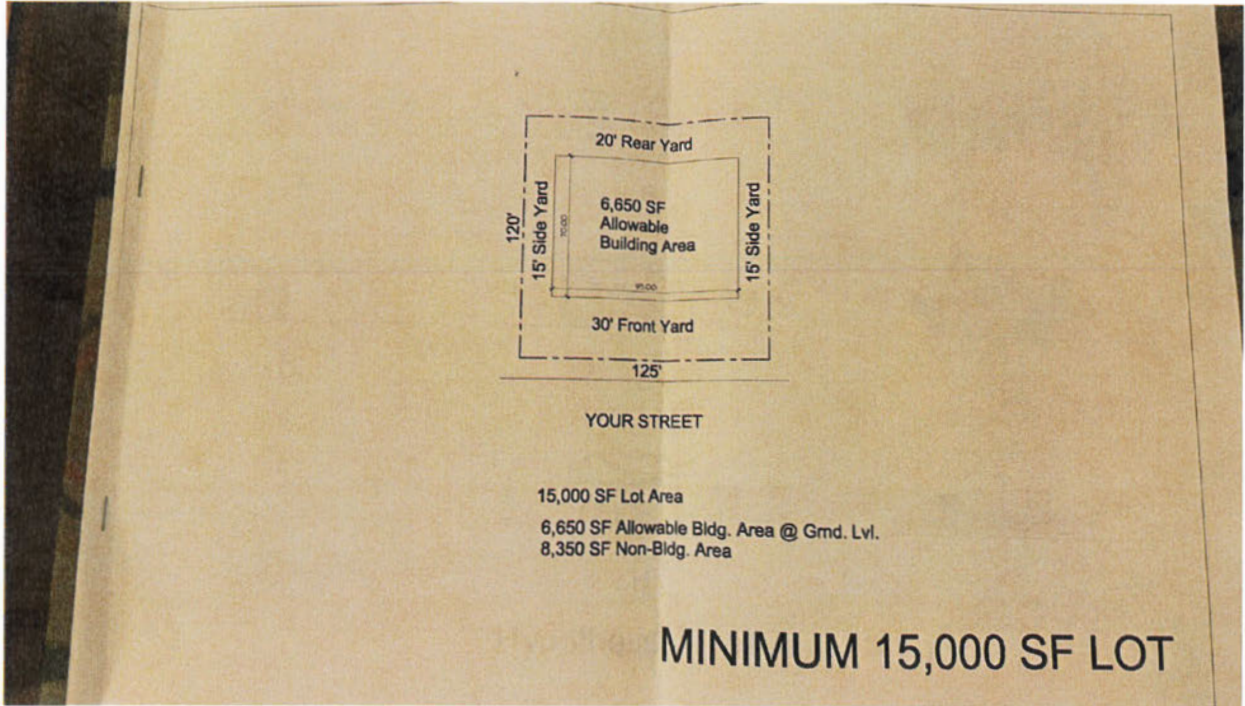 20' Rear Yard
120'
15' Side Yard
70.00
6,650 SF
Allowable
Building Area
15' Side Yard
30' Front Yard
125'
YOUR STREET
15,000 SF Lot Area
6,650 SF Allowable Bldg. Area @ Grnd. Lvl.
8,350 SF Non-Bldg. Area
MINIMUM 15,000 SF LOT